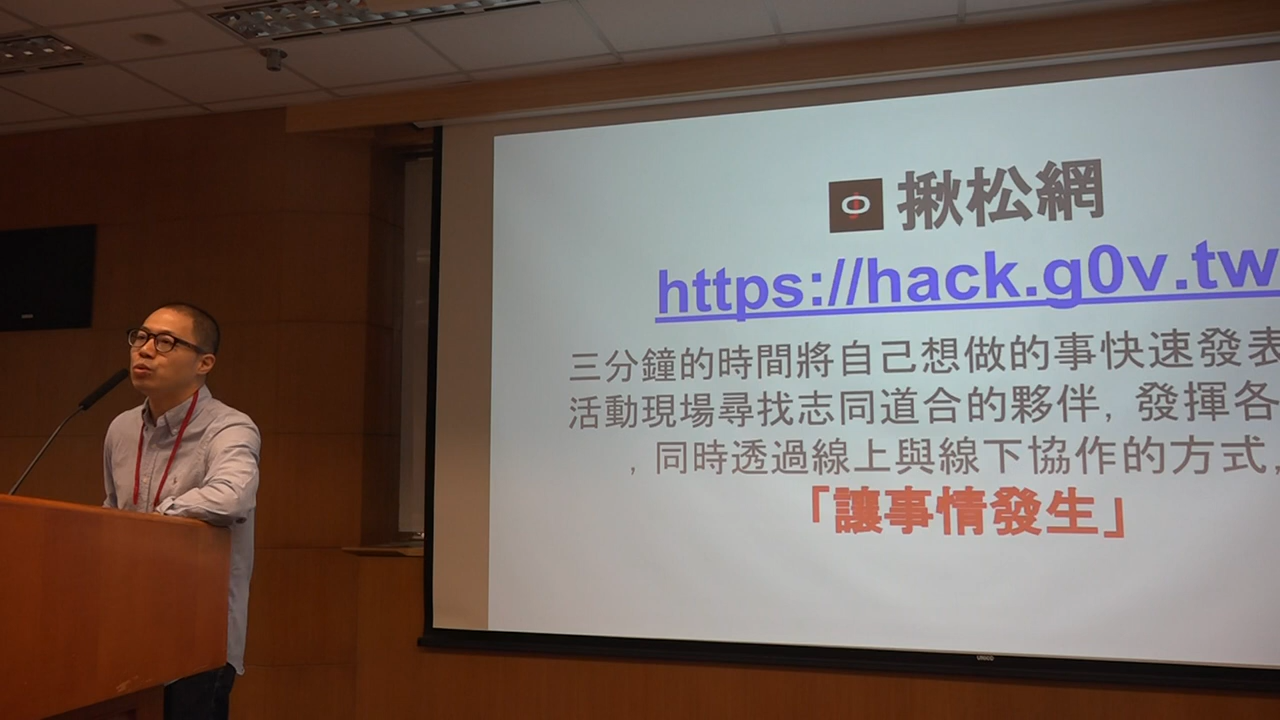 揪松網
https://hack.g0v.tw
三分鐘的時間將自己想做的事快速發表
活動現場尋找志同道合的夥伴, 發揮各
, 同時透過線上與線下協作的方式,
「讓事情發生」